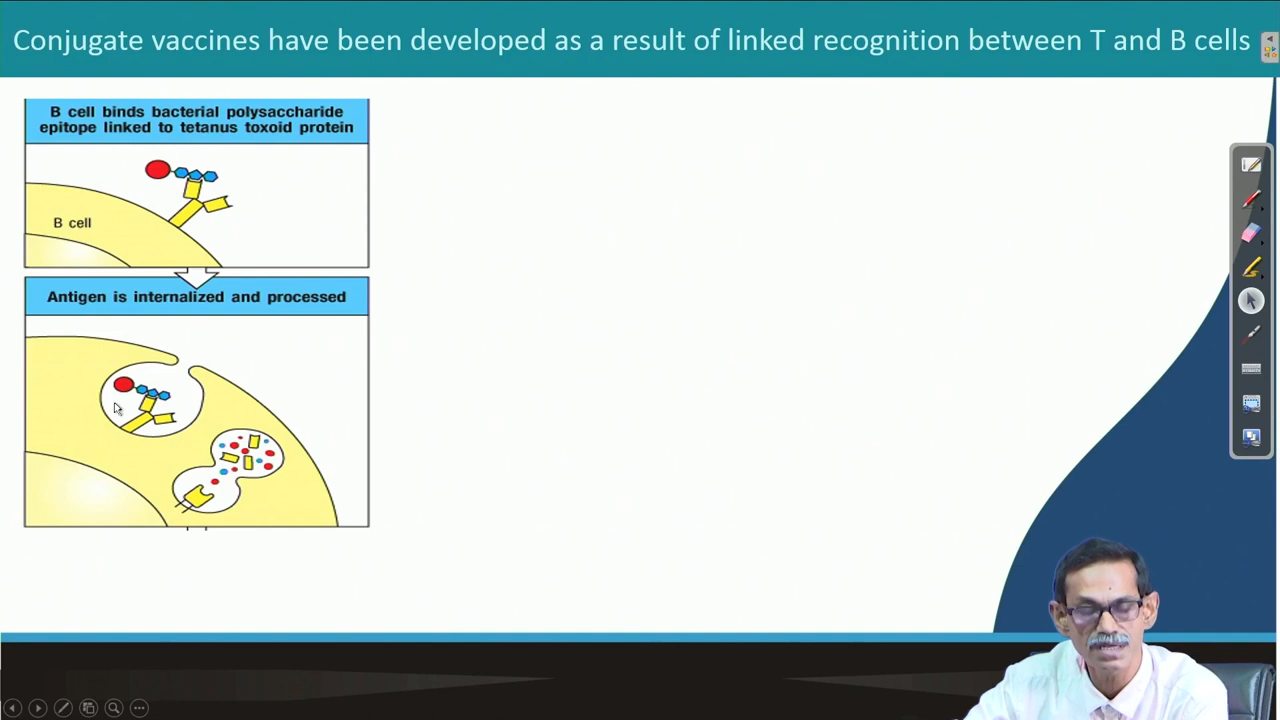 Conjugate vaccines have been developed as a result of linked recognition between T and B cells
B cell binds bacterial polysaccharide
epitope linked to tetanus toxoid protein
B cell
Antigen is internalized and processed